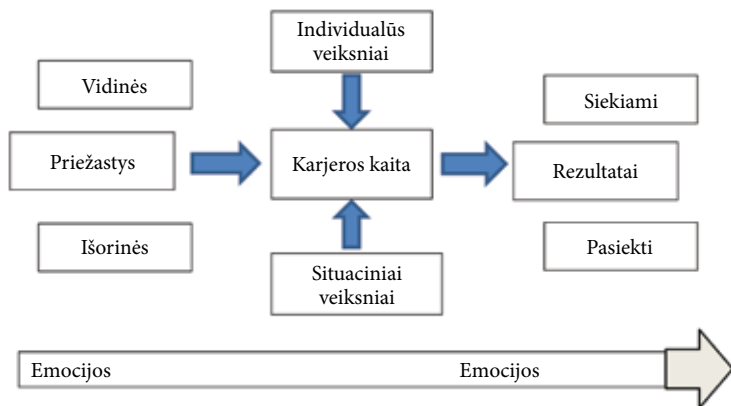 Individualūs
veiksniai
Vidinės
Siekiami
Priežastys
Karjeros kaita
Rezultatai
Išorinės
Pasiekti
Situaciniai
veiksniai
Emocijos
Emocijos